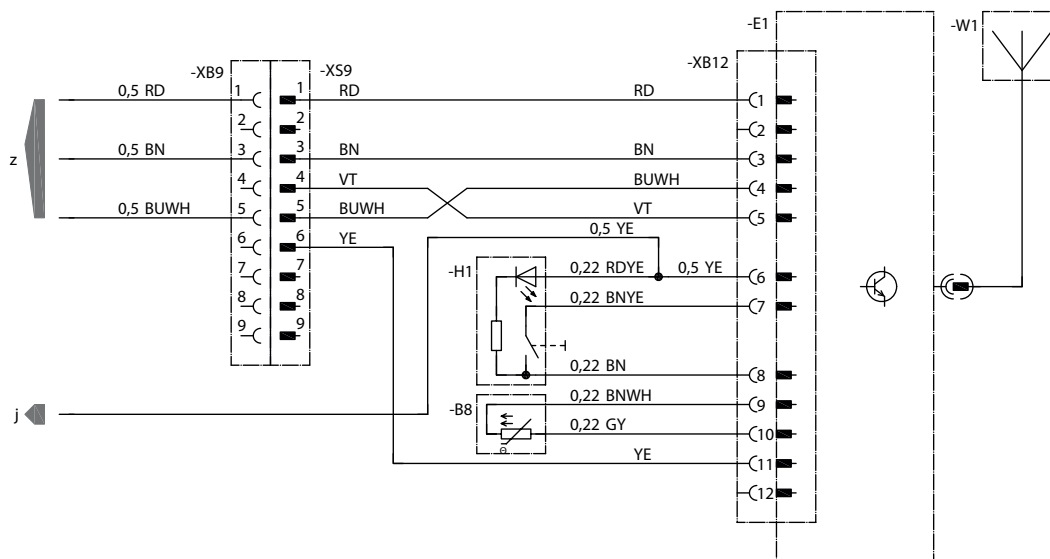 -E1
-W1
-XB9
-XS9
-XB12
0,5 RD
1
1
RD
RD
1
2
2
2
z
0,5 BN
3
3
BN
BN
3
4
4
VT
BUWH
4
0,5 BUWH
5
5
BUWH
VT
5
6
6
YE
0,5 YE
-H1
0,22 RDYE
0,5 YE
6
7
7
0,22 BNYE
7
8
8
9
9
0,22 BN
8
j
-B8
0,22 BNWH
9
0,22 GY
10
Θ
YE
11
12